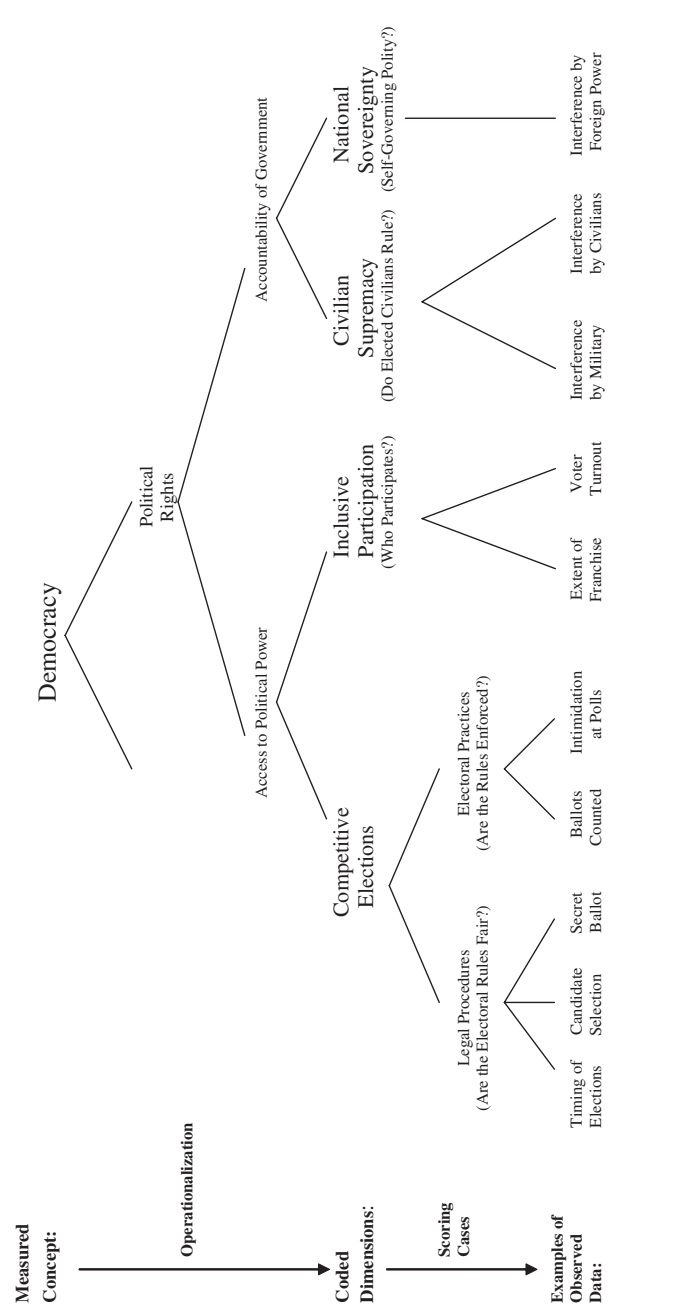 Measured
Concept:
Democracy
Operationalization
Political
Rights
Access to Political Power
Accountability of Government
Coded
Dimensions:
Competitive
Elections
Inclusive
Participation
(Who Participates?)
Civilian
Supremacy
(Do Elected Civilians Rule?)
National
Sovereignty
(Self-Governing Polity?)
Scoring
Cases
Legal Procedures
(Are the Electoral Rules Fair?)
Electoral Practices
(Are the Rules Enforced?)
Examples of
Observed
Data:
Timing of
Elections
Candidate
Selection
Secret
Ballot
Ballots
Counted
Intimidation
at Polls
Extent of
Franchise
Voter
Turnout
Interference
by Military
Interference
by Civilians
Interference by
Foreign Power